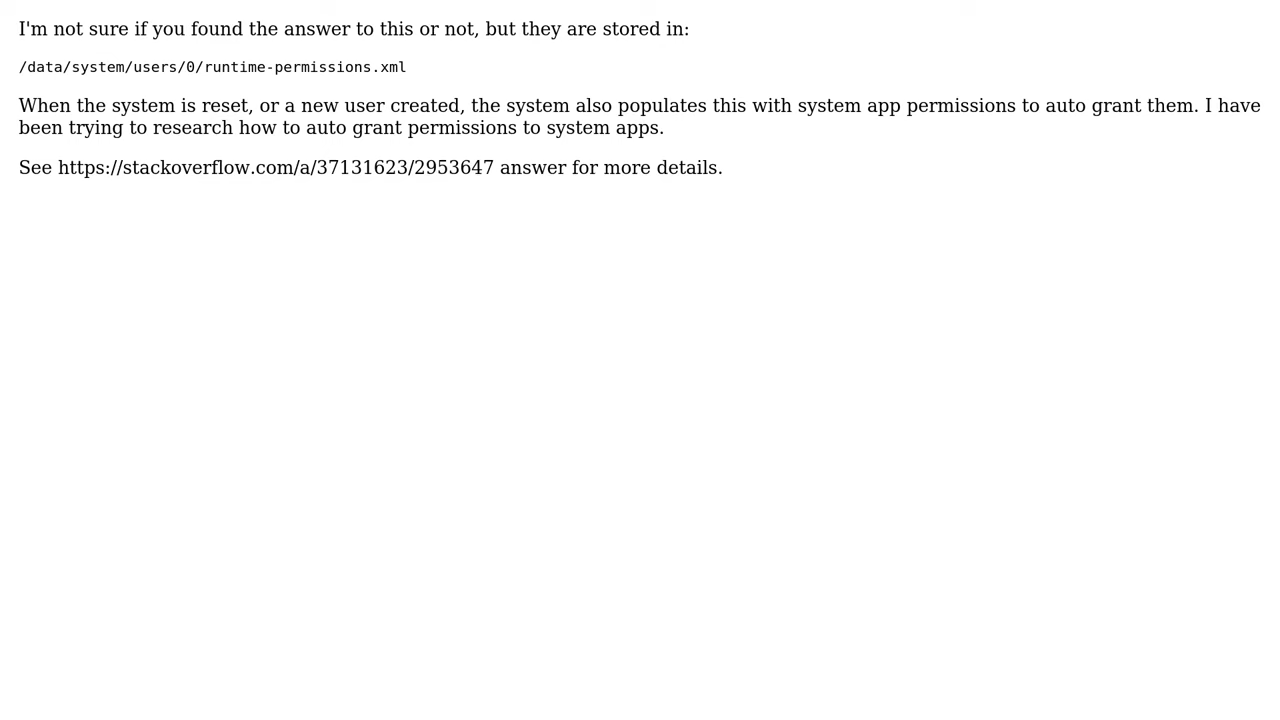 I'm not sure if you found the answer to this or not, but they are stored in:
/data/system/users/0/runtime-permissions.xml
When the system is reset, or a new user created, the system also populates this with system app permissions to auto grant them. I have
been trying to research how to auto grant permissions to system apps.
See https://stackoverflow.com/a/37131623/2953647 answer for more details.